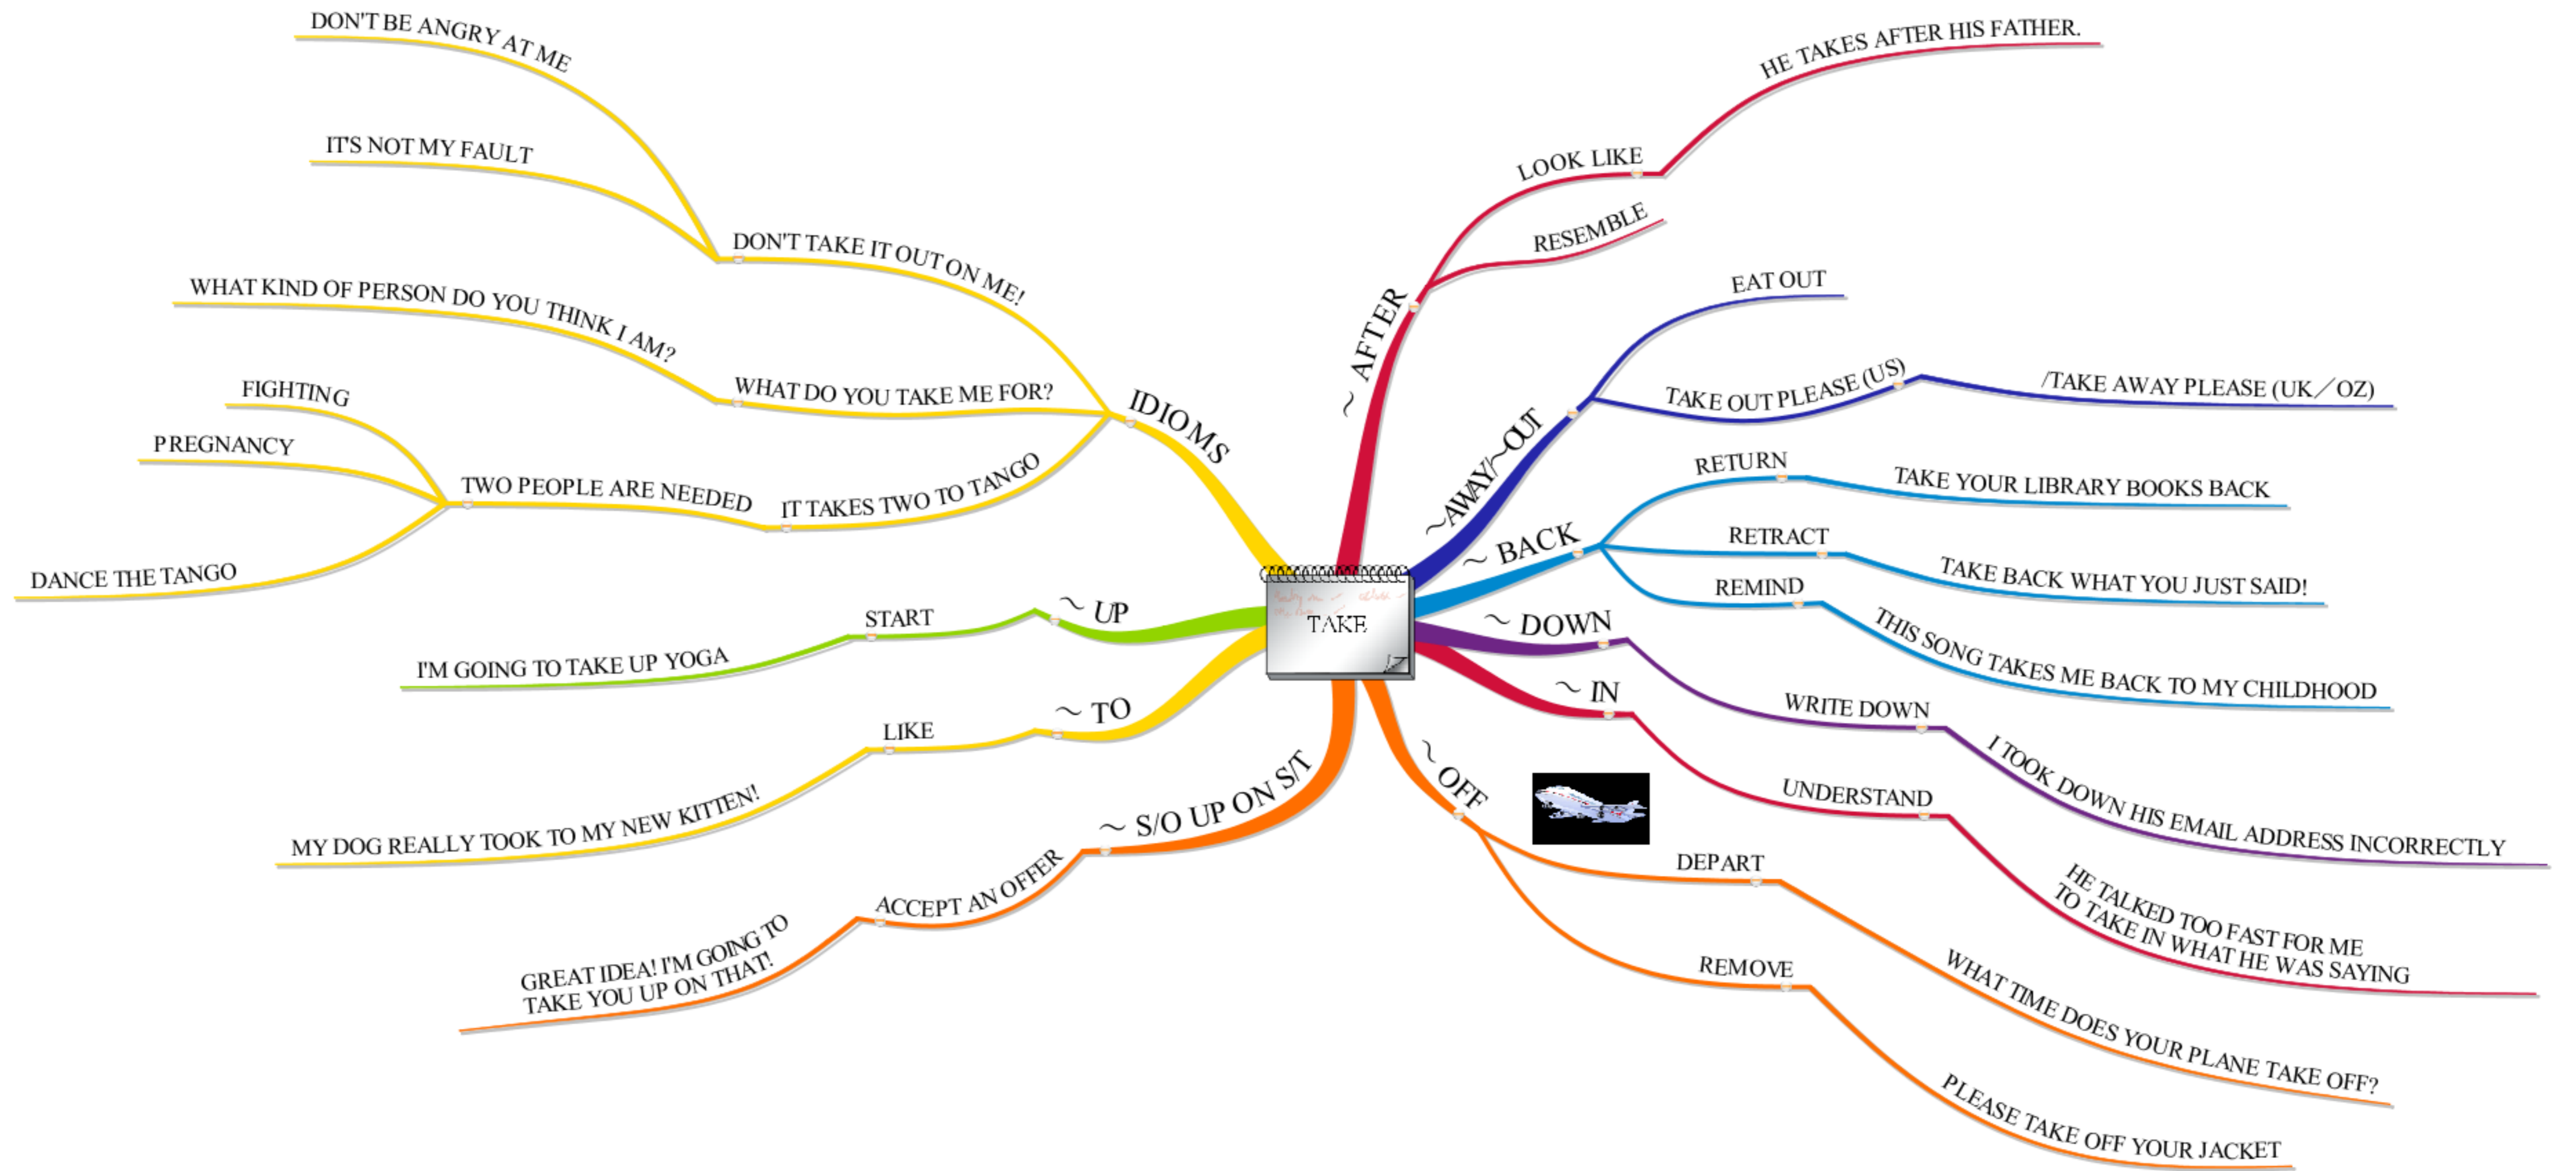 TAKE
~ AFTER
LOOK LIKE
HE TAKES AFTER HIS FATHER.
RESEMBLE
~AWAY/~OUT
EAT OUT
TAKE OUT PLEASE (US)
/TAKE AWAY PLEASE (UK/OZ)
~ BACK
RETURN
TAKE YOUR LIBRARY BOOKS BACK
RETRACT
TAKE BACK WHAT YOU JUST SAID!
REMIND
THIS SONG TAKES ME BACK TO MY CHILDHOOD
~ DOWN
WRITE DOWN
I TOOK DOWN HIS EMAIL ADDRESS INCORRECTLY
~ IN
UNDERSTAND
HE TALKED TOO FAST FOR ME
TO TAKE IN WHAT HE WAS SAYING
~ OFF
DEPART
WHAT TIME DOES YOUR PLANE TAKE OFF?
REMOVE
PLEASE TAKE OFF YOUR JACKET
~ S/O UP ON S/T
ACCEPT AN OFFER
GREAT IDEA! I'M GOING TO
TAKE YOU UP ON THAT!
~ TO
LIKE
MY DOG REALLY TOOK TO MY NEW KITTEN!
~ UP
START
I'M GOING TO TAKE UP YOGA
IDIOMS
DON'T TAKE IT OUT ON ME!
DON'T BE ANGRY AT ME
IT'S NOT MY FAULT
WHAT DO YOU TAKE ME FOR?
WHAT KIND OF PERSON DO YOU THINK I AM?
IT TAKES TWO TO TANGO
TWO PEOPLE ARE NEEDED
FIGHTING
PREGNANCY
DANCE THE TANGO